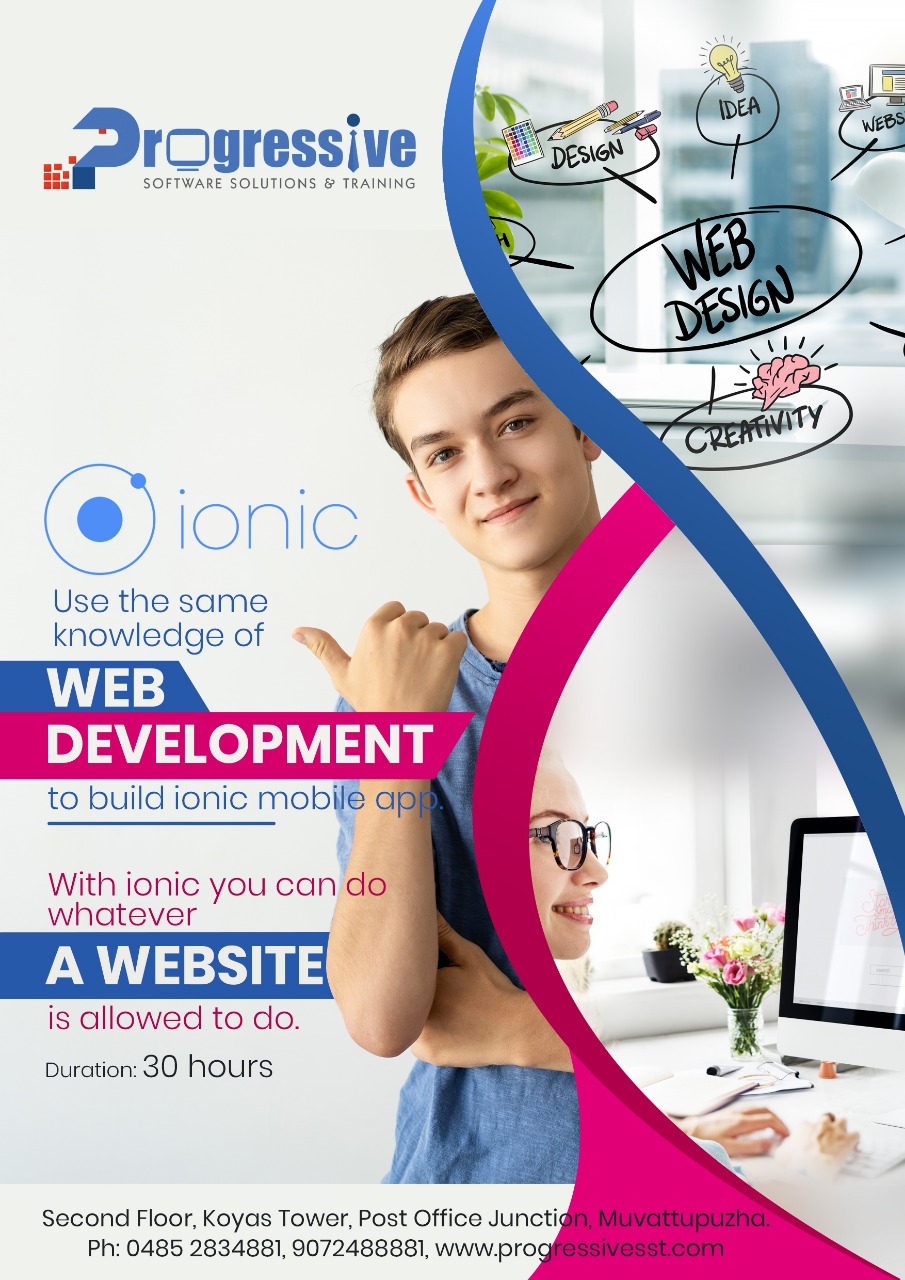 Progressive
SOFTWARE SOLUTIONS & TRAINING
IDEA
DESIGN
WEB
DESIGN
CREATIVITY
ionic
Use the same
knowledge of
WEB
DEVELOPMENT
to build ionic mobile app.
With ionic you can do
whatever
A WEBSITE
is allowed to do.
Duration: 30 hours
Second Floor, Koyas Tower, Post Office Junction, Muvattupuzha.
Ph: 0485 2834881, 9072488881, www.progressivesst.com